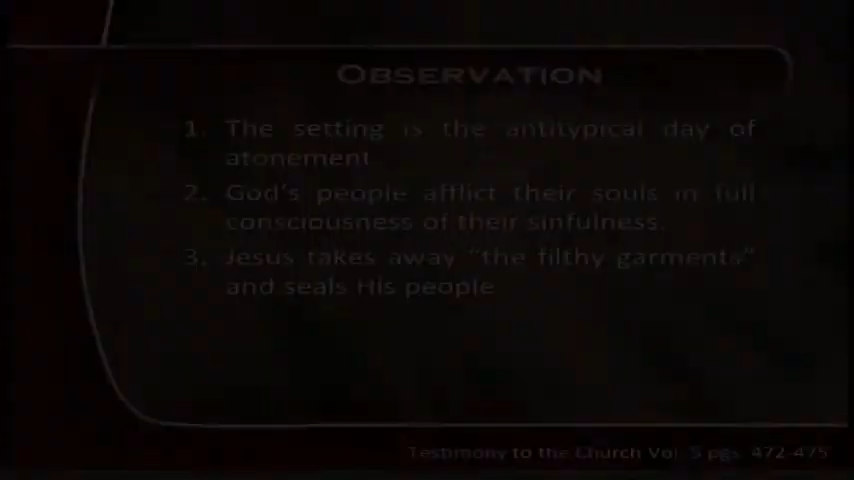 OBSERVATION
1. The setting is the antitypical day of
atonement
2. God's people afflict their souls in full
consciousness of their sinfulness.
3. Jesus takes away "the filthy garments"
and seals His people
Testimony to the Church Vol. 5 pgs. 472-475